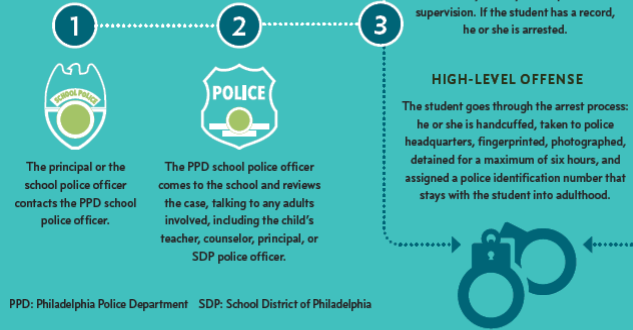 1
2
3
SCHOOL POLICE
The principal or the
school police officer
contacts the PPD school
police officer.
POLICE
The PPD school police officer
comes to the school and reviews
the case, talking to any adults
involved, including the child's
teacher, counselor, principal, or
SDP police officer.
supervision. If the student has a record,
he or she is arrested.
HIGH-LEVEL OFFENSE
The student goes through the arrest process:
he or she is handcuffed, taken to police
headquarters, fingerprinted, photographed,
detained for a maximum of six hours, and
assigned a police identification number that
stays with the student into adulthood.
PPD: Philadelphia Police Department SDP: School District of Philadelphia